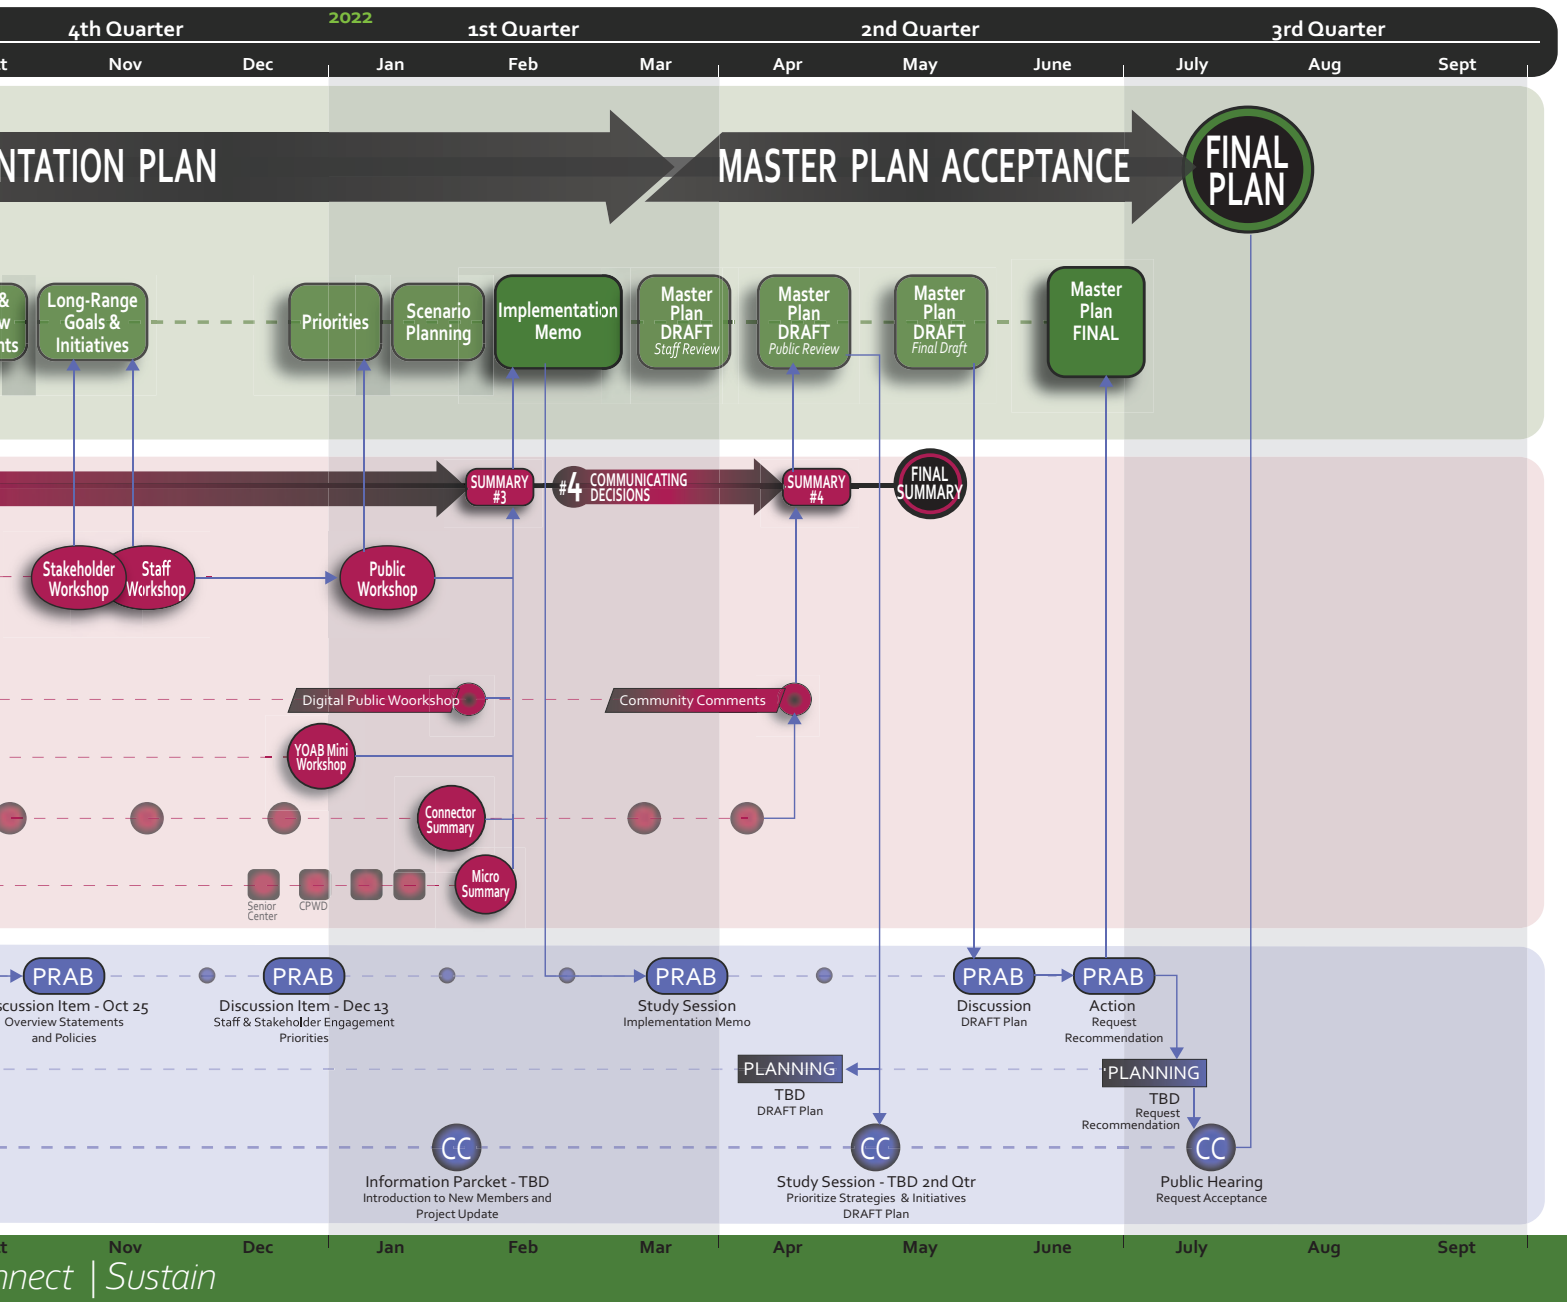 2022
4th Quarter 1st Quarter 2nd Quarter 3rd Quarter
Nov Dec Jan Feb Mar Apr May June July Aug Sept
NTATION PLAN
MASTER PLAN ACCEPTANCE
FINAL
PLAN
&
w
nts
Long-Range
Goals &
Initiatives
Priorities
Scenario
Planning
Implementation
Memo
Master
Plan
DRAFT
Staff Review
Master
Plan
DRAFT
Public Review
Master
Plan
DRAFT
Final Draft
Master
Plan
FINAL
SUMMARY
#3
#4 COMMUNICATING
DECISIONS
SUMMARY
#4
FINAL
SUMMARY
Stakeholder
Workshop
Staff
Workshop
Public
Workshop
Digital Public Woorkshop
Community Comments
YOAB Mini
Workshop
Connector
Summary
Micro
Summary
Senior
Center
CPWD
PRAB
scussion Item - Oct 25
Overview Statements
and Policies
PRAB
Discussion Item - Dec 13
Staff & Stakeholder Engagement
Priorities
PRAB
Study Session
Implementation Memo
PRAB
Discussion
DRAFT Plan
PRAB
Action
Request
Recommendation
PLANNING
TBD
DRAFT Plan
PLANNING
TBD
Request
Recommendation
CC
Information Parcket - TBD
Introduction to New Members and
Project Update
CC
Study Session - TBD 2nd Qtr
Prioritize Strategies & Initiatives
DRAFT Plan
CC
Public Hearing
Request Acceptance
Nov Dec Jan Feb Mar Apr May June July Aug Sept
nnect | Sustain